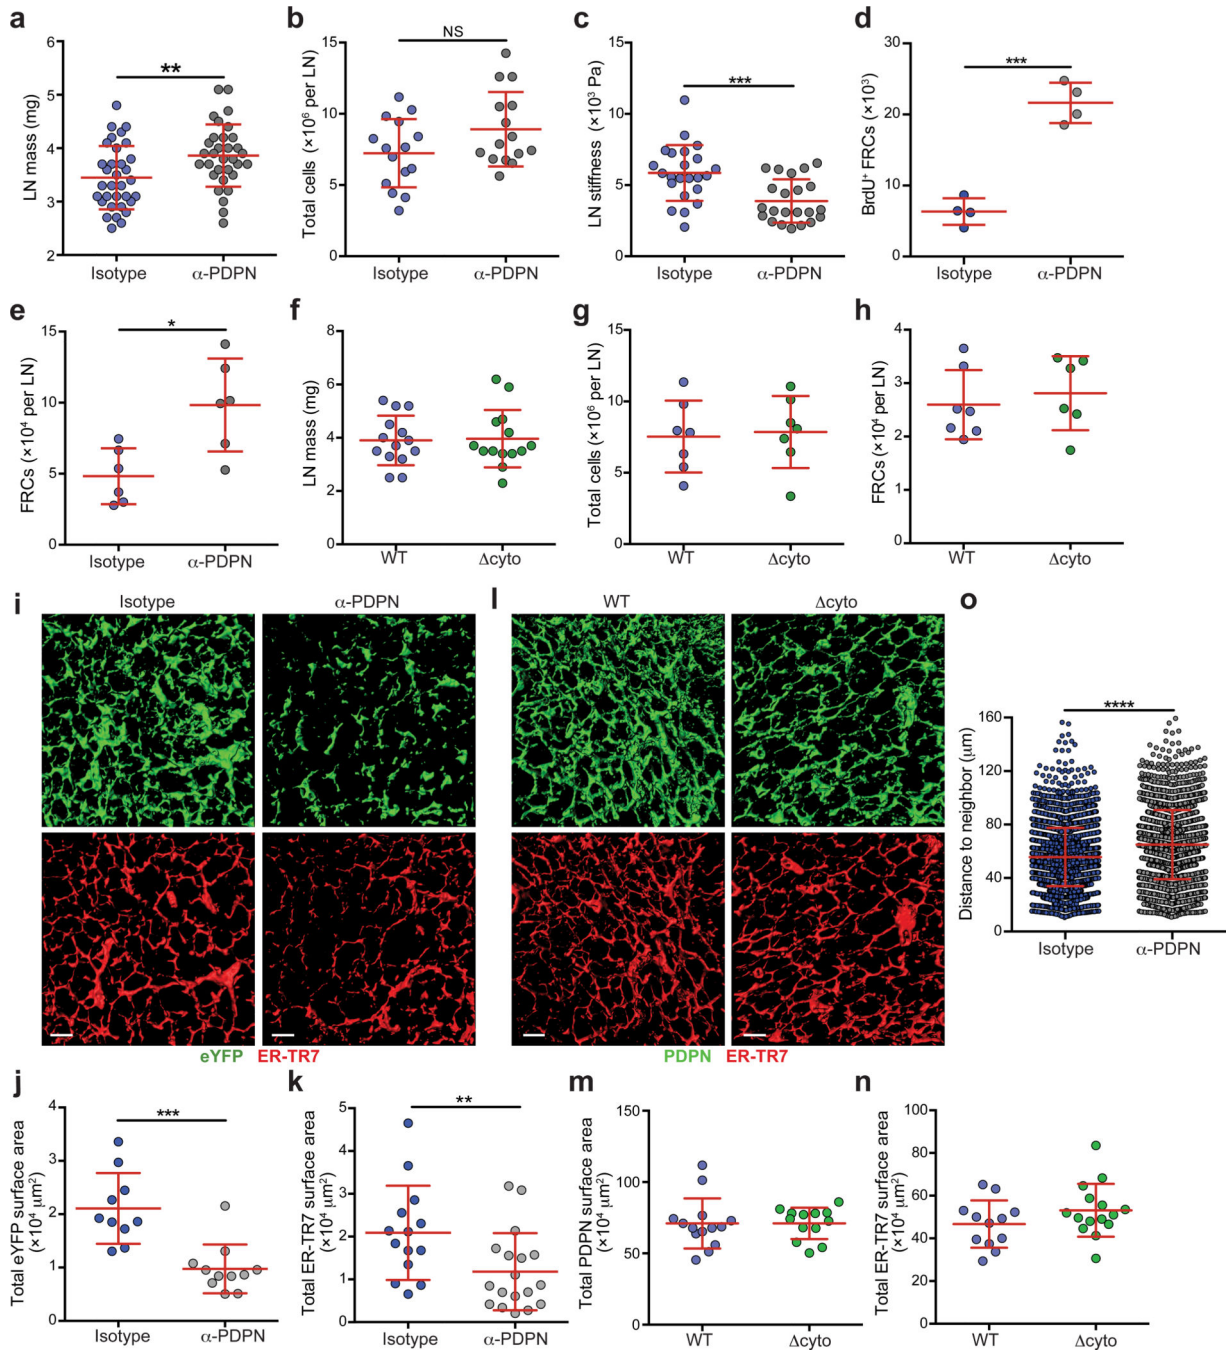 a
LN mass (mg)
6
5
4
3
2
**
Isotype
α-PDPN
b
Total cells (×10⁶ per LN)
15
10
5
0
NS
Isotype
α-PDPN
c
LN stiffness (×10³ Pa)
15
10
5
0
***
Isotype
α-PDPN
d
BrdU⁺ FRCs (×10³)
30
20
10
0
***
Isotype
α-PDPN
e
FRCs (×10⁴ per LN)
15
10
5
0
*
Isotype
α-PDPN
f
LN mass (mg)
8
6
4
2
0
WT
Δcyto
g
Total cells (×10⁶ per LN)
15
10
5
0
WT
Δcyto
h
FRCs (×10⁴ per LN)
4
3
2
1
0
WT
Δcyto
i
Isotype
α-PDPN
eYFP ER-TR7
l
WT
Δcyto
PDPN ER-TR7
o
Distance to neighbor (μm)
160
120
80
40
0
****
Isotype
α-PDPN
j
Total eYFP surface area
(×10⁴ μm²)
4
3
2
1
0
***
Isotype
α-PDPN
k
Total ER-TR7 surface area
(×10⁴ μm²)
5
4
3
2
1
0
**
Isotype
α-PDPN
m
Total PDPN surface area
(×10⁴ μm²)
150
100
50
0
WT
Δcyto
n
Total ER-TR7 surface area
(×10⁴ μm²)
100
80
60
40
20
0
WT
Δcyto